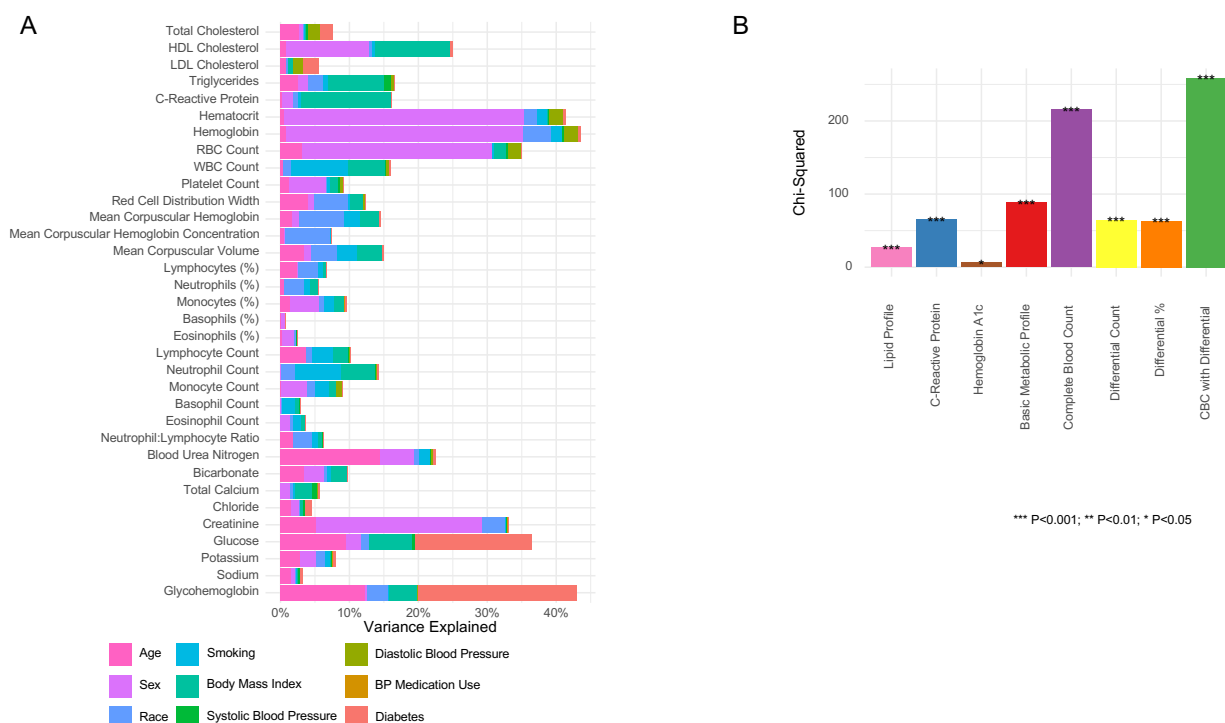 A
Total Cholesterol
HDL Cholesterol
LDL Cholesterol
Triglycerides
C-Reactive Protein
Hematocrit
Hemoglobin
RBC Count
WBC Count
Platelet Count
Red Cell Distribution Width
Mean Corpuscular Hemoglobin
Mean Corpuscular Hemoglobin Concentration
Mean Corpuscular Volume
Lymphocytes (%)
Neutrophils (%)
Monocytes (%)
Basophils (%)
Eosinophils (%)
Lymphocyte Count
Neutrophil Count
Monocyte Count
Basophil Count
Eosinophil Count
Neutrophil:Lymphocyte Ratio
Blood Urea Nitrogen
Bicarbonate
Total Calcium
Chloride
Creatinine
Glucose
Potassium
Sodium
Glycohemoglobin
0% 10% 20% 30% 40%
Variance Explained
Age Smoking Diastolic Blood Pressure
Sex Body Mass Index BP Medication Use
Race Systolic Blood Pressure Diabetes
B
Chi-Squared
200
100
0
***
***
*
***
***
***
***
***
Lipid Profile
C-Reactive Protein
Hemoglobin A1c
Basic Metabolic Profile
Complete Blood Count
Differential Count
Differential %
CBC with Differential
*** P<0.001; ** P<0.01; * P<0.05